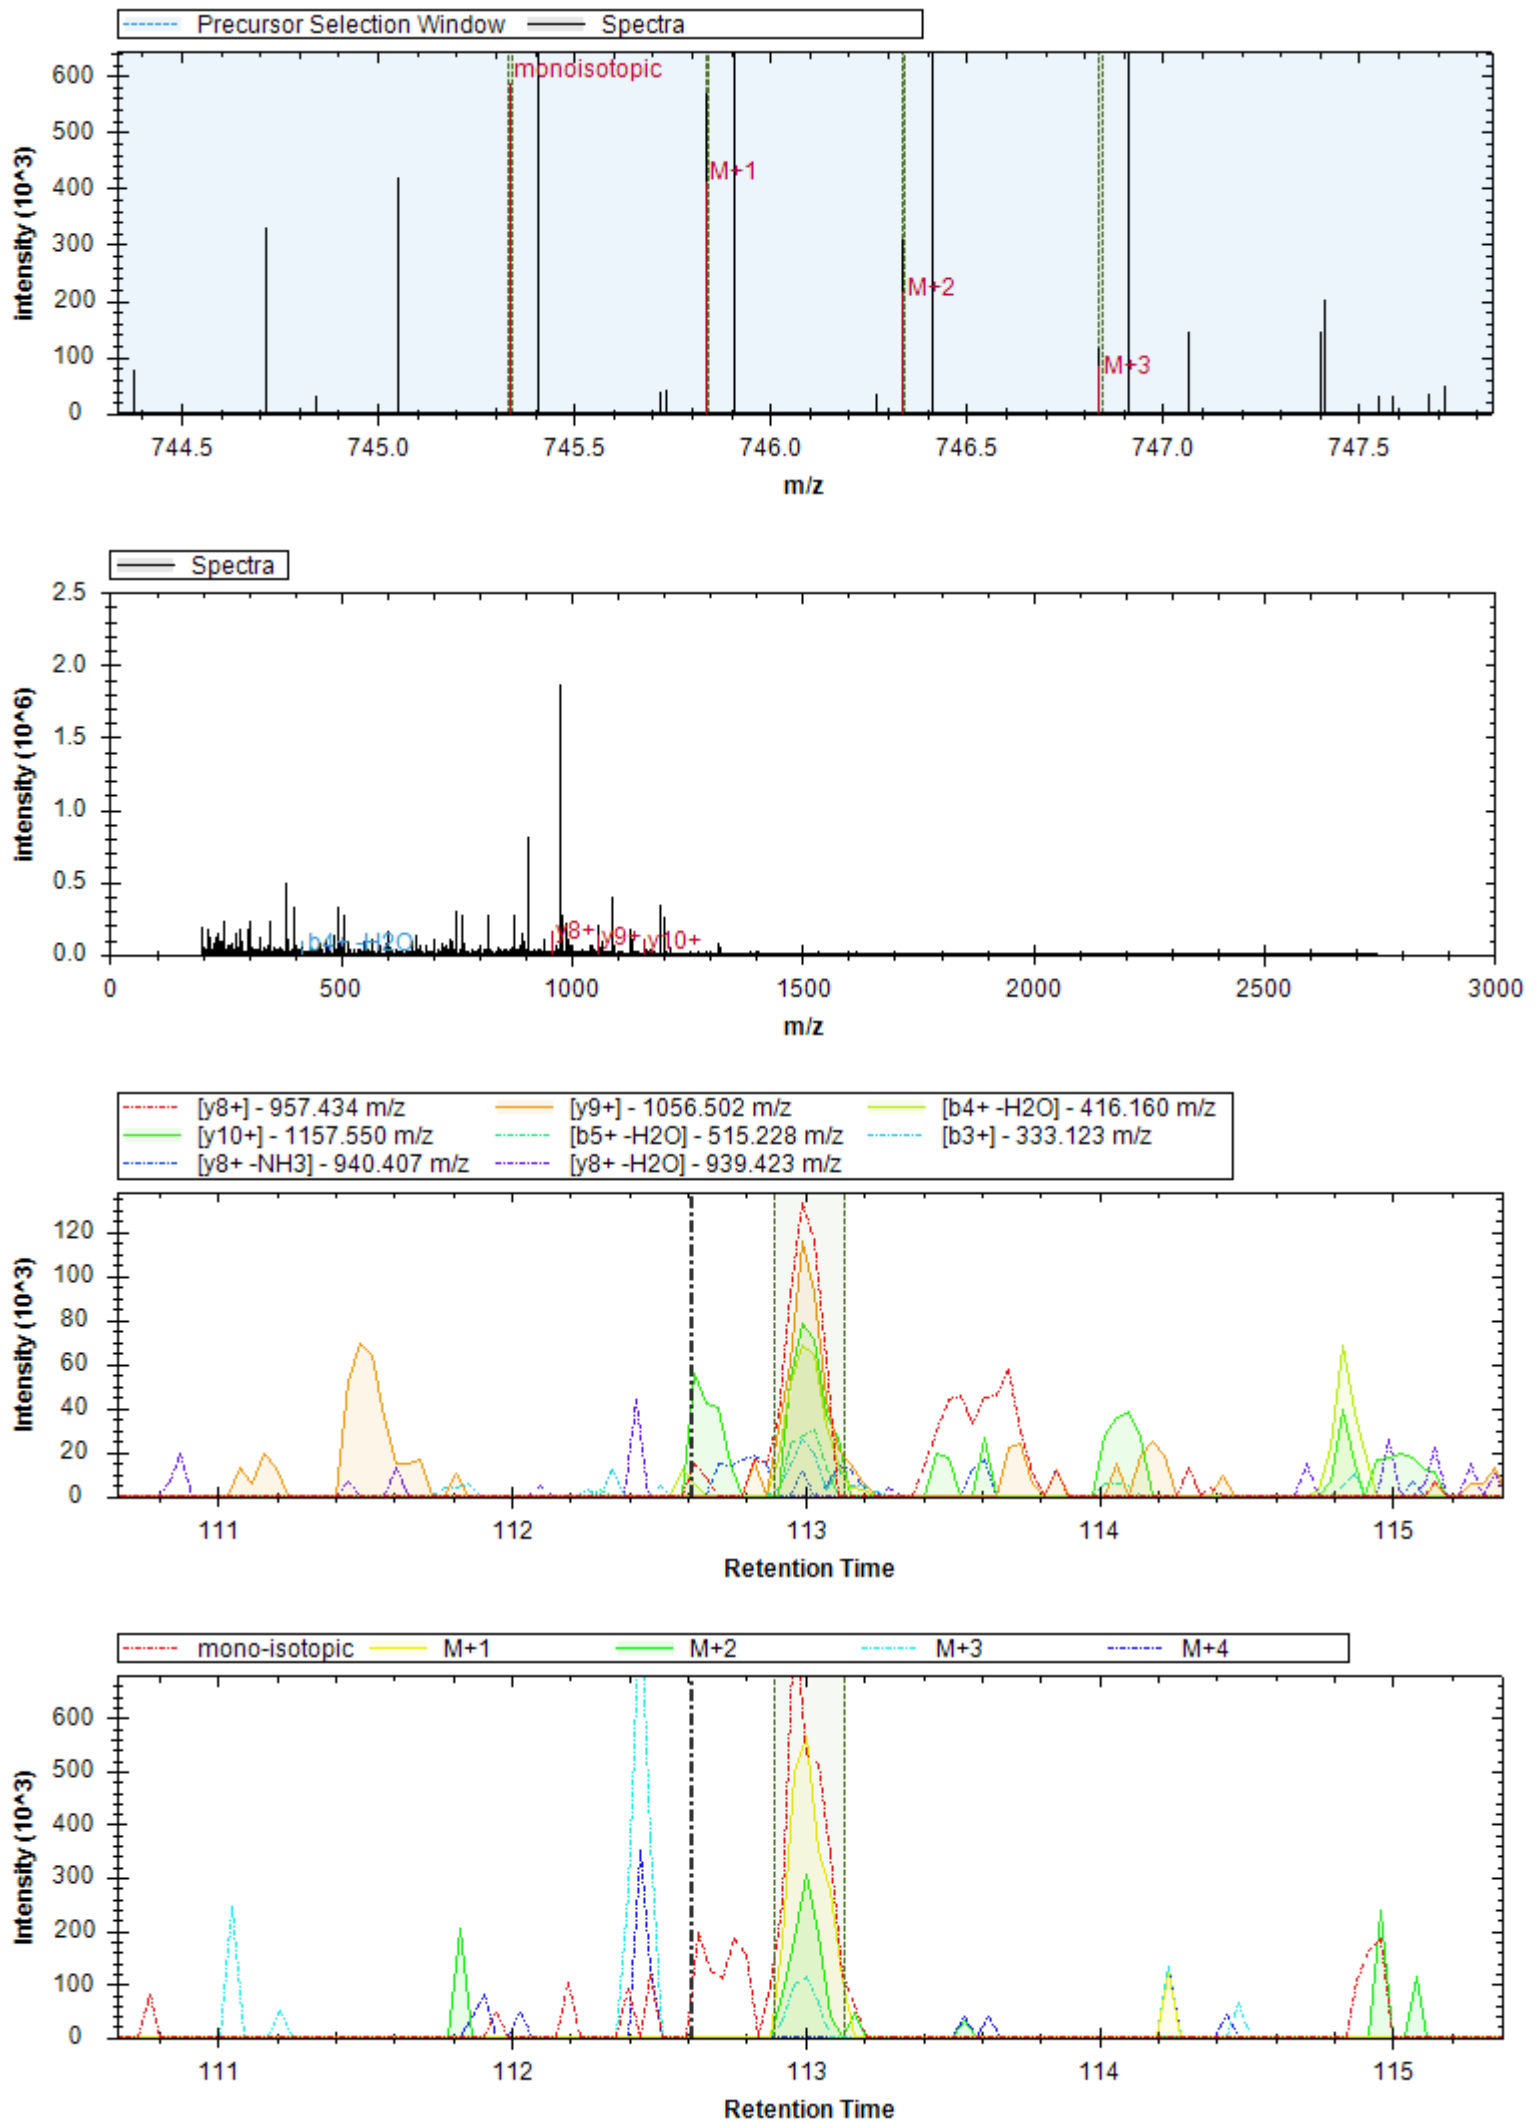 Precursor Selection Window Spectra
monoisotopic
M+1
M+2
M+3
600
500
400
300
200
100
0
intensity (10^3)
744.5 745.0 745.5 746.0 746.5 747.0 747.5
m/z
Spectra
2.5
2.0
1.5
1.0
0.5
0.0
intensity (10^6)
b4+ -H2O y8+ y9+ y10+
0 500 1000 1500 2000 2500 3000
m/z
[y8+] - 957.434 m/z [y9+] - 1056.502 m/z [b4+ -H2O] - 416.160 m/z
[y10+] - 1157.550 m/z [b5+ -H2O] - 515.228 m/z [b3+] - 333.123 m/z
[y8+ -NH3] - 940.407 m/z [y8+ -H2O] - 939.423 m/z
120
100
80
60
40
20
0
Intensity (10^3)
111 112 113 114 115
Retention Time
mono-isotopic M+1 M+2 M+3 M+4
600
500
400
300
200
100
0
Intensity (10^3)
111 112 113 114 115
Retention Time